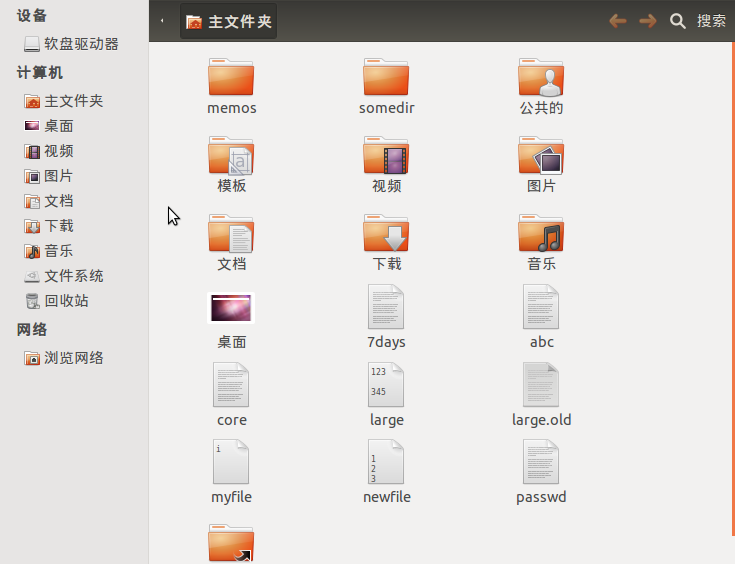 设备
软盘驱动器
计算机
主文件夹
桌面
视频
图片
文档
下载
音乐
文件系统
回收站
网络
浏览网络
主文件夹
搜索
memos
somedir
公共的
模板
视频
图片
文档
下载
音乐
桌面
7days
abc
core
123
345
large
large.old
i
myfile
1
2
3
newfile
passwd